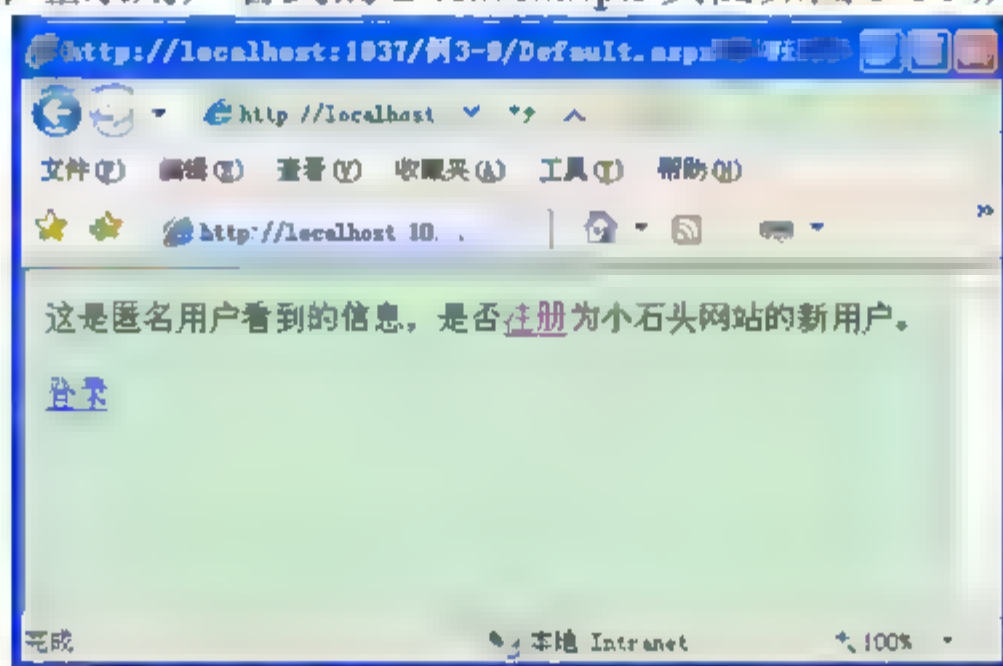 http://localhost:1037/例3-9/Default.aspx
http //localhost
文件(F) 编辑(E) 查看(V) 收藏夹(A) 工具(T) 帮助(H)
http://localhost 10. .
这是匿名用户看到的信息，是否注册为小石头网站的新用户。
登录
完成 本地 Intranet 100%